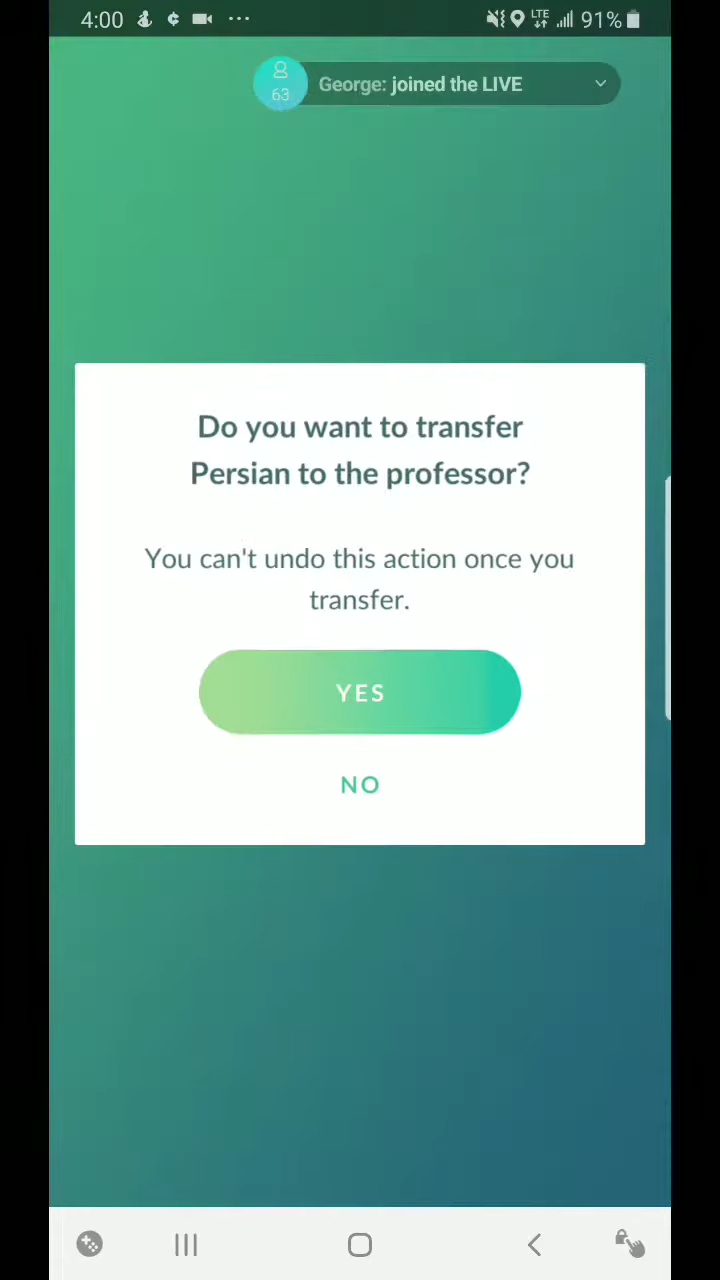 4:00
LTE
91%
George: joined the LIVE
63
Do you want to transfer
Persian to the professor?
You can't undo this action once you
transfer.
YES
NO